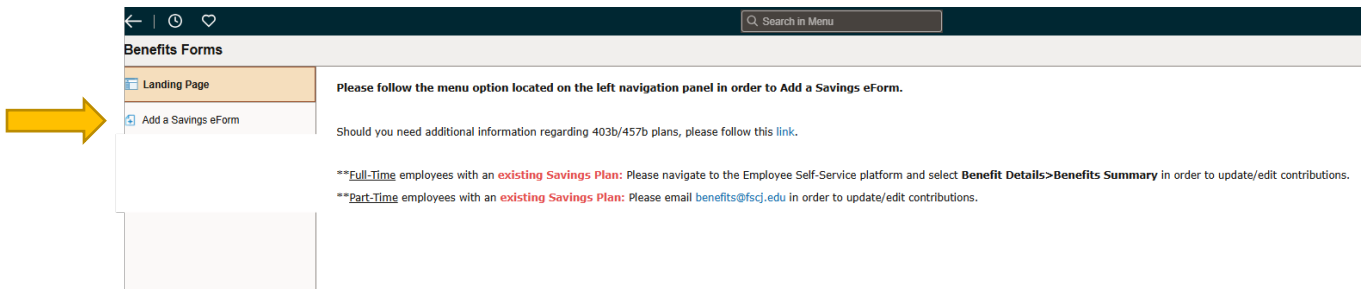 Search in Menu
Benefits Forms
Landing Page
Please follow the menu option located on the left navigation panel in order to Add a Savings eForm.
Add a Savings eForm
Should you need additional information regarding 403b/457b plans, please follow this link.
**Full-Time employees with an existing Savings Plan: Please navigate to the Employee Self-Service platform and select Benefit Details>Benefits Summary in order to update/edit contributions.
**Part-Time employees with an existing Savings Plan: Please email benefits@fscj.edu in order to update/edit contributions.